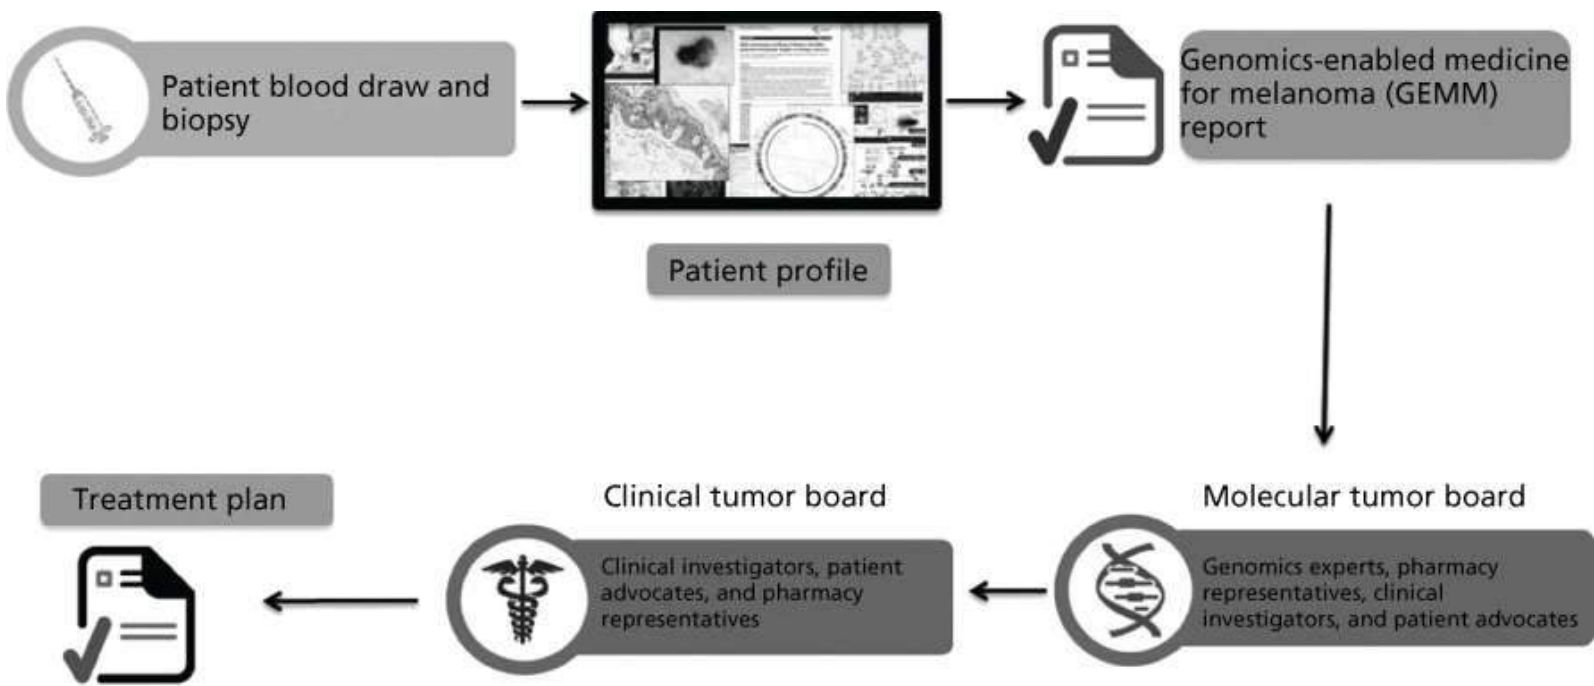 Patient blood draw and
biopsy
Genomics-enabled medicine
for melanoma (GEMM)
report
Patient profile
Treatment plan
Clinical tumor board
Clinical investigators, patient
advocates, and pharmacy
representatives
Molecular tumor board
Genomics experts, pharmacy
representatives, clinical
investigators, and patient advocates